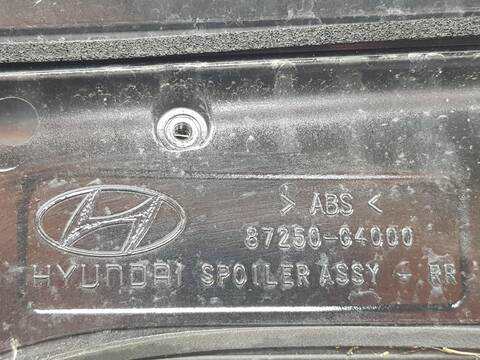 > ABS <
87250-G4000
HYUNDAI SPOILER ASSY - RR